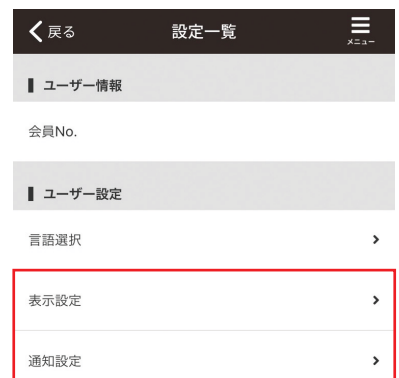 戻る
設定一覧
メニュー
ユーザー情報
会員No.
ユーザー設定
言語選択
表示設定
通知設定